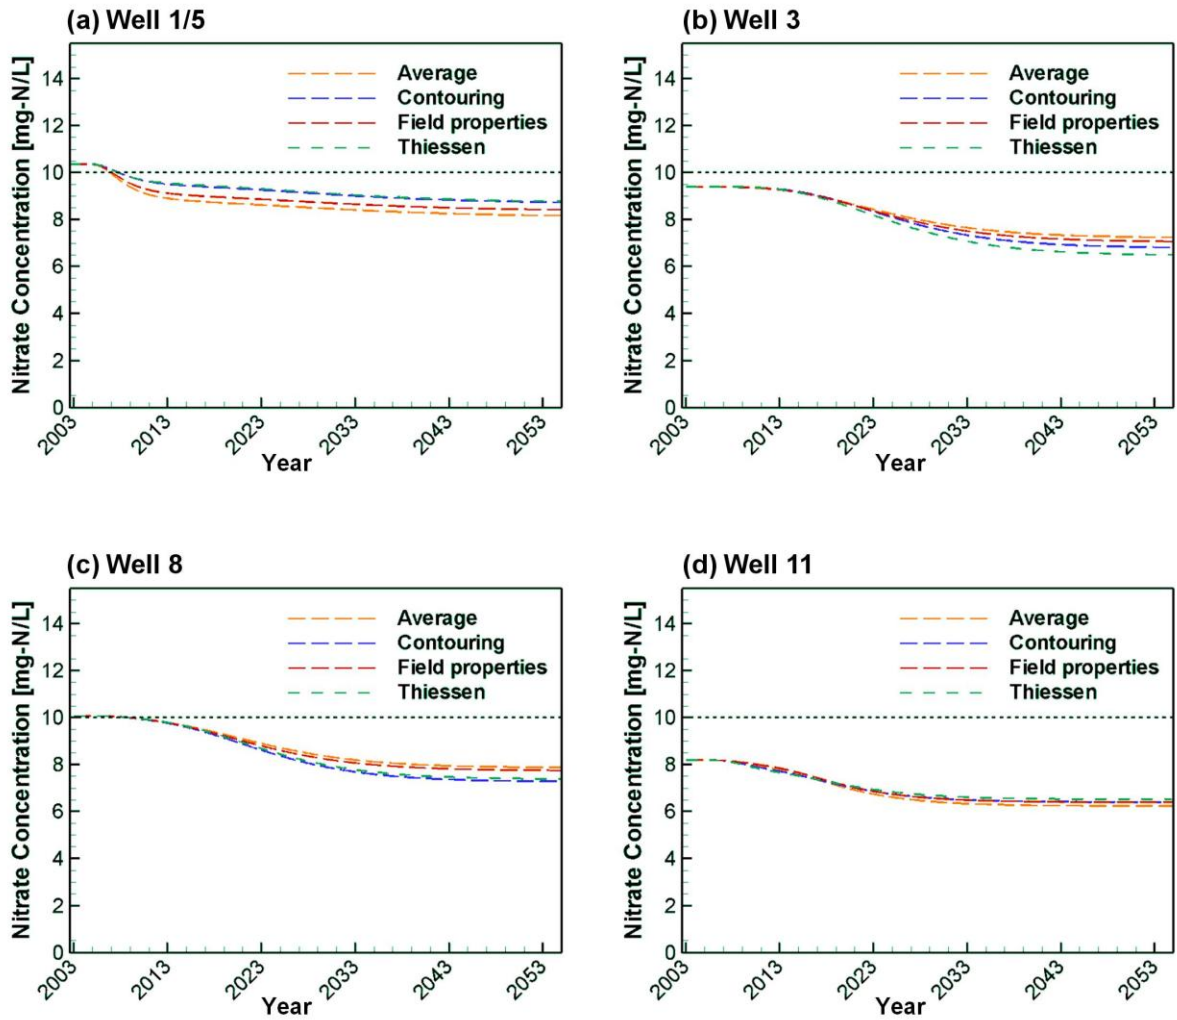 (a) Well 1/5
Nitrate Concentration [mg-N/L]
14
12
10
8
6
4
2
0
Average
Contouring
Field properties
Thiessen
2003
2013
2023
2033
2043
2053
Year
(b) Well 3
Nitrate Concentration [mg-N/L]
14
12
10
8
6
4
2
0
Average
Contouring
Field properties
Thiessen
2003
2013
2023
2033
2043
2053
Year
(c) Well 8
Nitrate Concentration [mg-N/L]
14
12
10
8
6
4
2
0
Average
Contouring
Field properties
Thiessen
2003
2013
2023
2033
2043
2053
Year
(d) Well 11
Nitrate Concentration [mg-N/L]
14
12
10
8
6
4
2
0
Average
Contouring
Field properties
Thiessen
2003
2013
2023
2033
2043
2053
Year